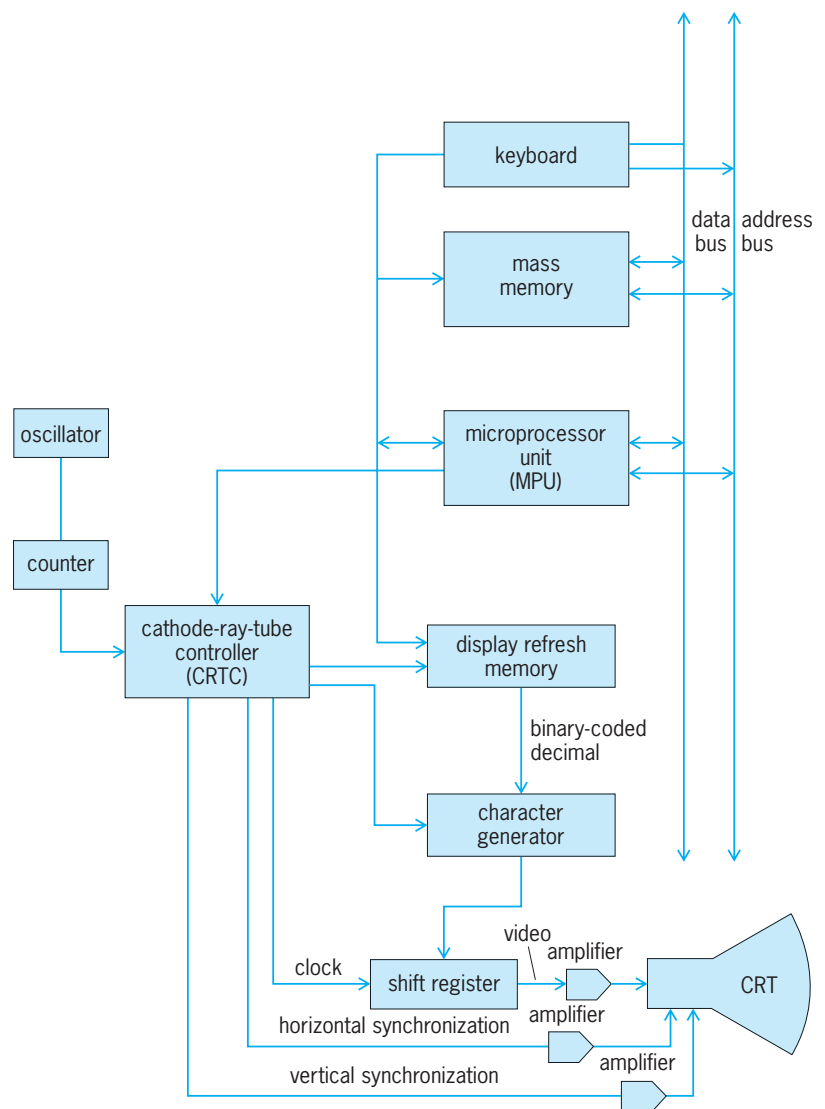 keyboard
data address
bus bus
mass
memory
oscillator
microprocessor
unit
(MPU)
counter
cathode-ray-tube
controller
(CRTC)
display refresh
memory
binary-coded
decimal
character
generator
video
amplifier
clock
shift register
CRT
horizontal synchronization
amplifier
vertical synchronization
amplifier